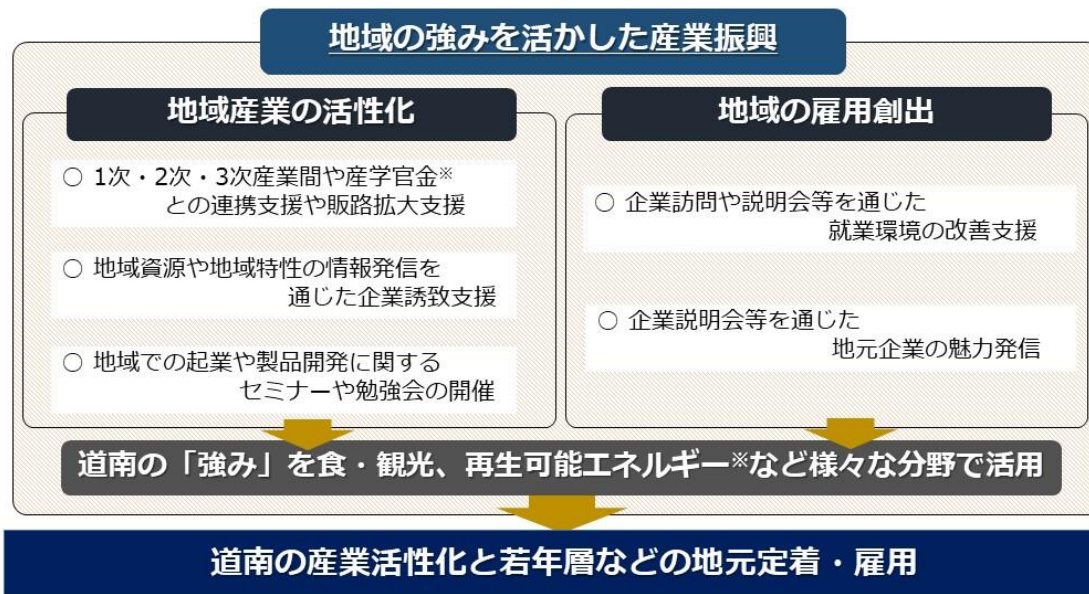 地域の強みを活かした産業振興
地域産業の活性化
○ 1次・2次・3次産業間や産学官金※
との連携支援や販路拡大支援
○ 地域資源や地域特性の情報発信を
通じた企業誘致支援
○ 地域での起業や製品開発に関する
セミナーや勉強会の開催
地域の雇用創出
○ 企業訪問や説明会等を通じた
就業環境の改善支援
○ 企業説明会等を通じた
地元企業の魅力発信
道南の「強み」を食・観光、再生可能エネルギー※など様々な分野で活用
道南の産業活性化と若年層などの地元定着・雇用